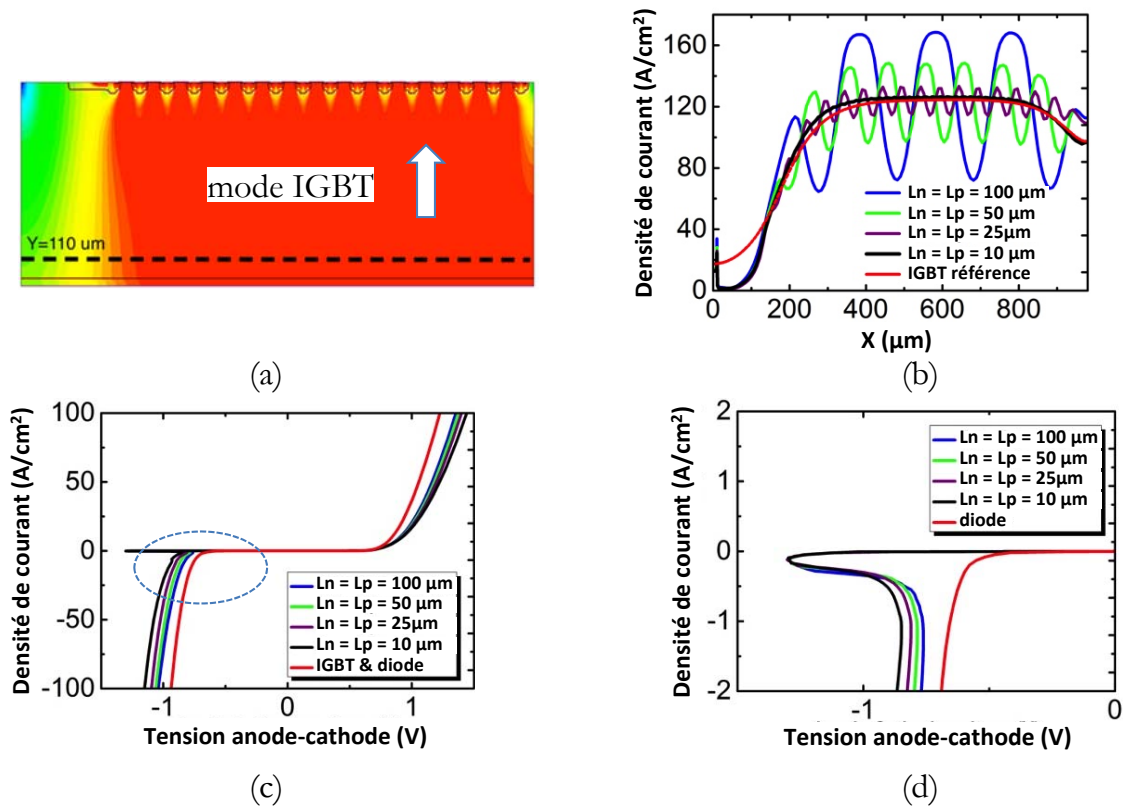 mode IGBT
Y=110 um
(a)
Densité de courant (A/cm²)
160
120
80
40
0
Ln = Lp = 100 µm
Ln = Lp = 50 µm
Ln = Lp = 25µm
Ln = Lp = 10 µm
IGBT référence
0
200
400
600
800
X (µm)
(b)
Densité de courant (A/cm²)
100
50
0
-50
-100
Ln = Lp = 100 µm
Ln = Lp = 50 µm
Ln = Lp = 25µm
Ln = Lp = 10 µm
IGBT & diode
-1
0
1
Tension anode-cathode (V)
(c)
Densité de courant (A/cm²)
2
1
0
-1
-2
Ln = Lp = 100 µm
Ln = Lp = 50 µm
Ln = Lp = 25µm
Ln = Lp = 10 µm
diode
-1
0
Tension anode-cathode (V)
(d)